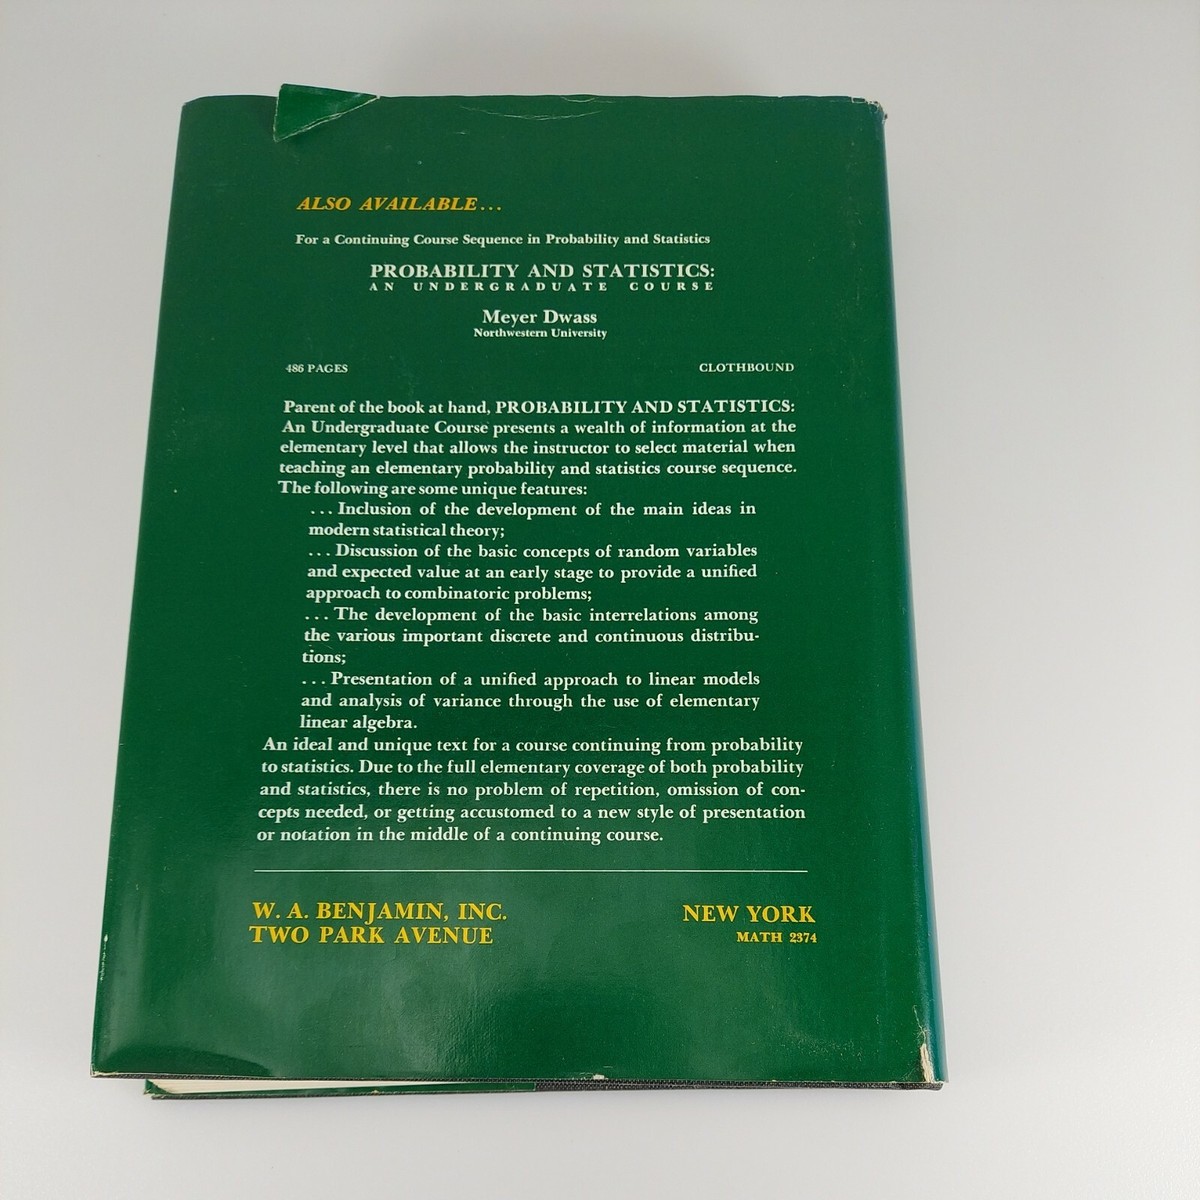 ALSO AVAILABLE...
For a Continuing Course Sequence in Probability and Statistics
PROBABILITY AND STATISTICS:
AN UNDERGRADUATE COURSE
Meyer Dwass
Northwestern University
486 PAGES CLOTHBOUND
Parent of the book at hand, PROBABILITY AND STATISTICS:
An Undergraduate Course presents a wealth of information at the
elementary level that allows the instructor to select material when
teaching an elementary probability and statistics course sequence.
The following are some unique features:
... Inclusion of the development of the main ideas in
modern statistical theory;
... Discussion of the basic concepts of random variables
and expected value at an early stage to provide a unified
approach to combinatoric problems;
... The development of the basic interrelations among
the various important discrete and continuous distribu-
tions;
... Presentation of a unified approach to linear models
and analysis of variance through the use of elementary
linear algebra.
An ideal and unique text for a course continuing from probability
to statistics. Due to the full elementary coverage of both probability
and statistics, there is no problem of repetition, omission of con-
cepts needed, or getting accustomed to a new style of presentation
or notation in the middle of a continuing course.
W. A. BENJAMIN, INC. NEW YORK
TWO PARK AVENUE MATH 2374